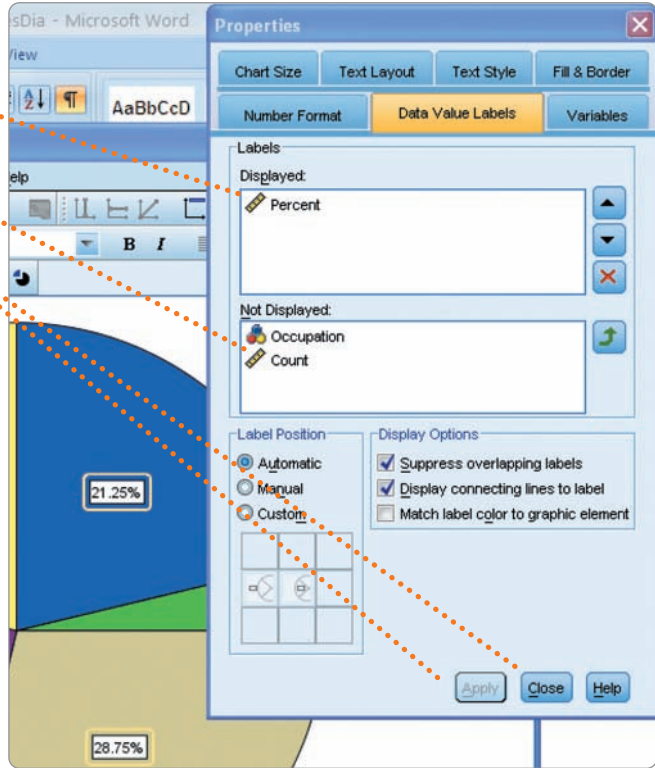 sDia - Microsoft Word
Properties
View
AaBbCcD
Chart Size
Text Layout
Text Style
Fill & Border
Number Format
Data Value Labels
Variables
elp
B I
Labels
Displayed:
Percent
Not Displayed:
Occupation
Count
Label Position
Automatic
Manual
Custom
Display Options
Suppress overlapping labels
Display connecting lines to label
Match label color to graphic element
21.25%
28.75%
Apply
Close
Help